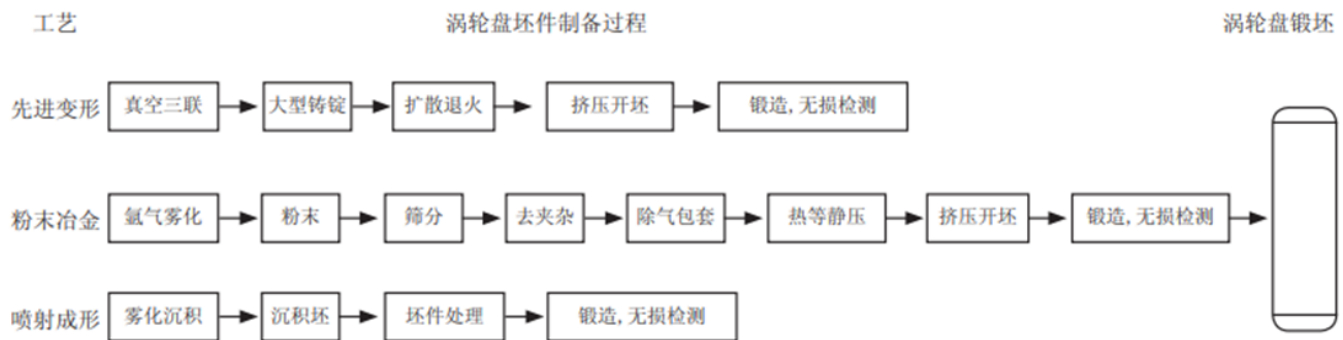 工艺 涡轮盘坯件制备过程 涡轮盘锻坯
先进变形 真空三联 大型铸锭 扩散退火 挤压开坯 锻造, 无损检测
粉末冶金 氩气雾化 粉末 筛分 去夹杂 除气包套 热等静压 挤压开坯 锻造, 无损检测
喷射成形 雾化沉积 沉积坯 坯件处理 锻造, 无损检测